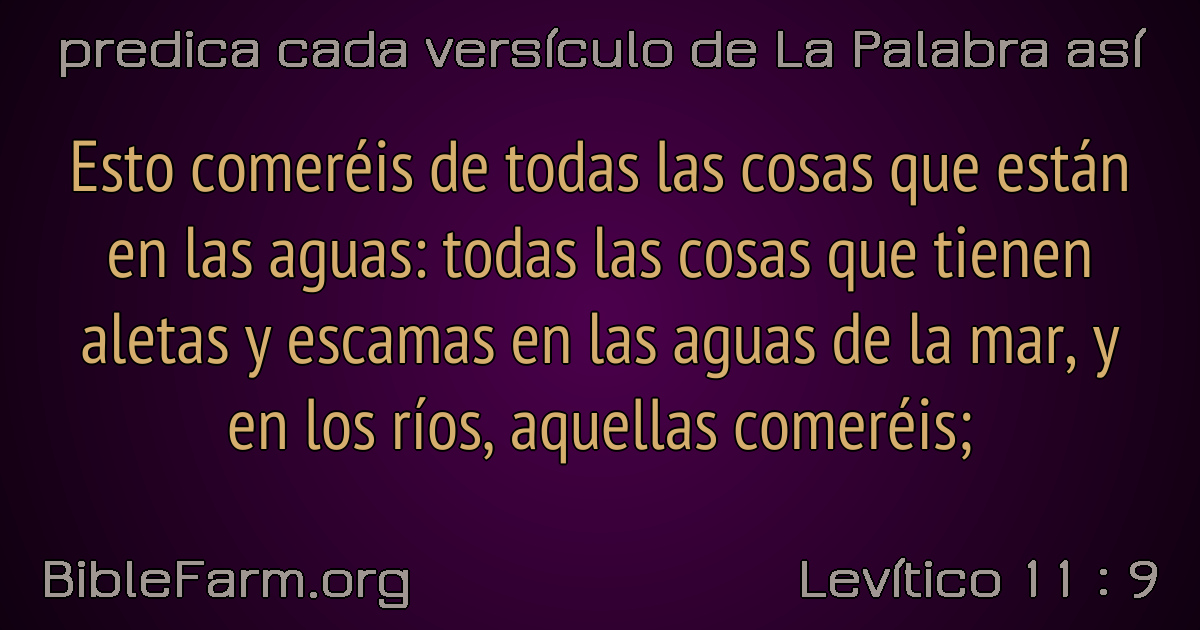 predica cada versículo de La Palabra así
Esto comeréis de todas las cosas que están
en las aguas: todas las cosas que tienen
aletas y escamas en las aguas de la mar, y
en los ríos, aquellas comeréis;
BibleFarm.org
Levítico 11 : 9